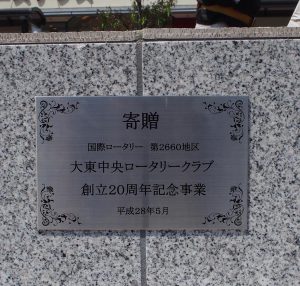 寄贈
国際ロータリー 第2660地区
大東中央ロータリークラブ
創立20周年記念事業
平成28年5月